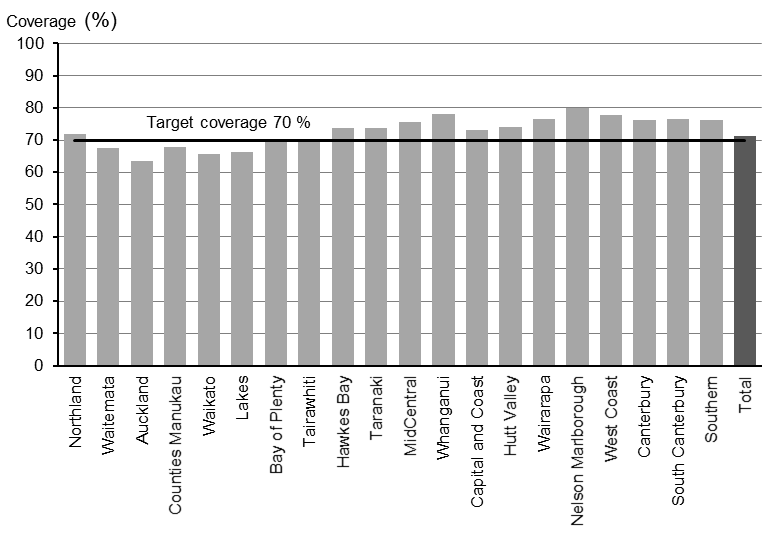 Coverage (%)
100
90
80
70
60
50
40
30
20
10
0
Target coverage 70 %
Northland
Waitemata
Auckland
Counties Manukau
Waikato
Lakes
Bay of Plenty
Tairawhiti
Hawkes Bay
Taranaki
MidCentral
Whanganui
Capital and Coast
Hutt Valley
Wairarapa
Nelson Marlborough
West Coast
Canterbury
South Canterbury
Southern
Total